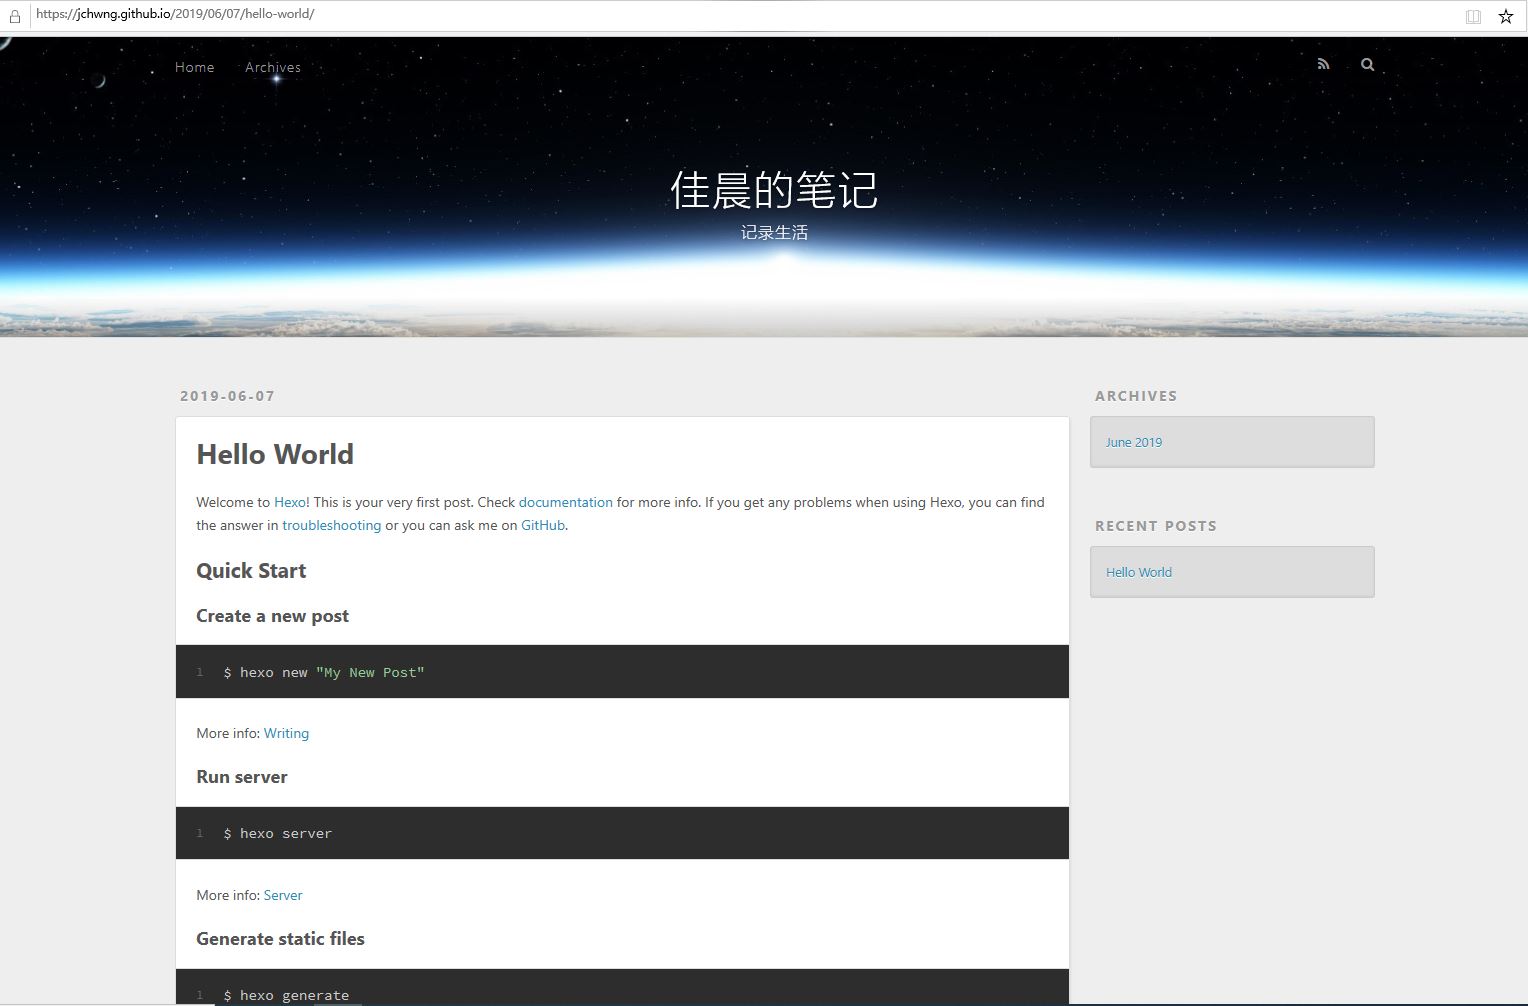 https://jchwng.github.io/2019/06/07/hello-world/
Home Archives
佳晨的笔记
记录生活
2019-06-07
Hello World
Welcome to Hexo! This is your very first post. Check documentation for more info. If you get any problems when using Hexo, you can find
the answer in troubleshooting or you can ask me on GitHub.
Quick Start
Create a new post
1 $ hexo new "My New Post"
More info: Writing
Run server
1 $ hexo server
More info: Server
Generate static files
1 $ hexo generate
ARCHIVES
June 2019
RECENT POSTS
Hello World